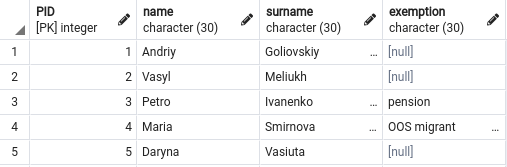 PID name surname exemption
[PK] integer character (30) character (30) character (30)
1 1 Andriy Goliovskiy ... [null]
2 2 Vasyl Meliukh [null]
3 3 Petro Ivanenko ... pension
4 4 Maria Smirnova ... OOS migrant ...
5 5 Daryna Vasiuta [null]